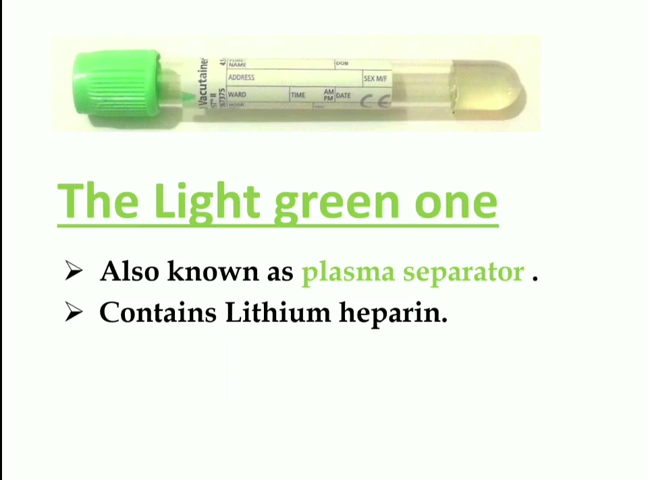 Vacutainer
NAME
DOB
ADDRESS
SEX M/F
WARD
TIME
AM
PM
DATE
CE
The Light green one
➢ Also known as plasma separator .
➢ Contains Lithium heparin.